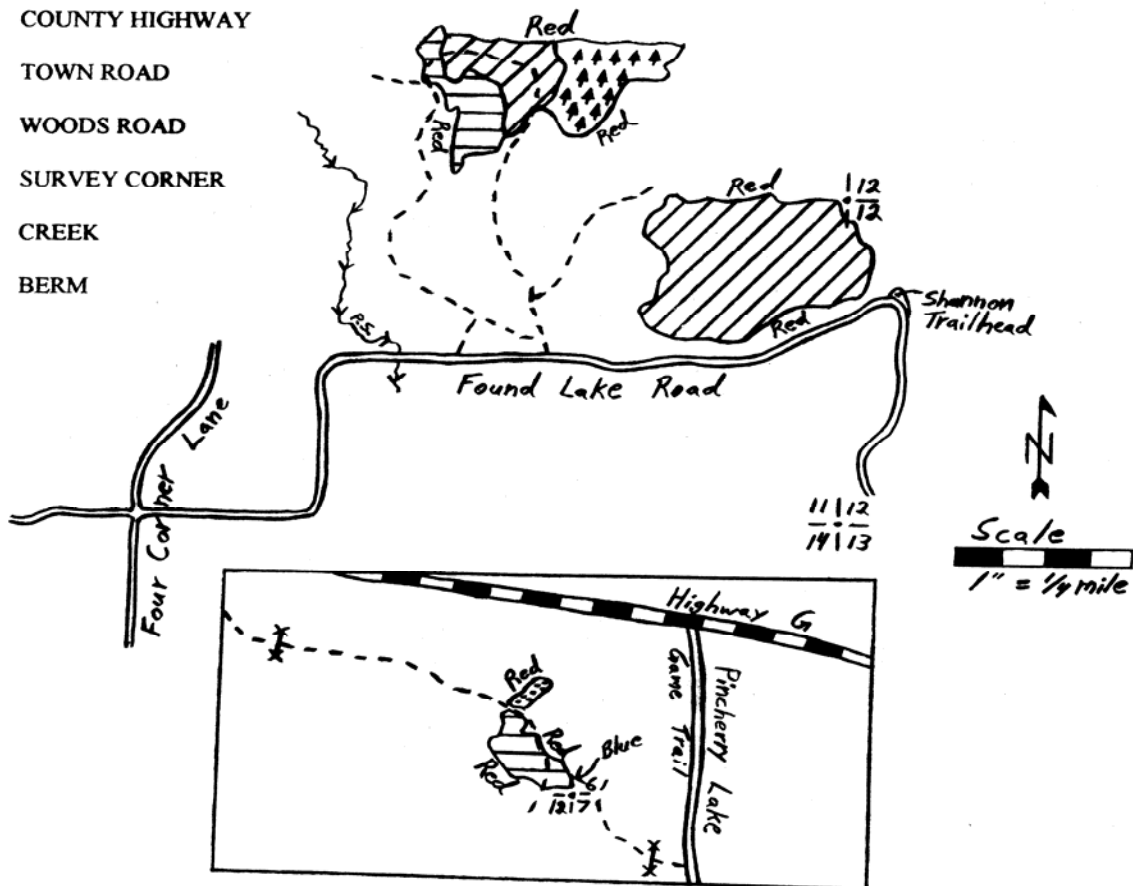 COUNTY HIGHWAY
TOWN ROAD
WOODS ROAD
SURVEY CORNER
CREEK
BERM
Red
Red
Red
Red
12
12
Red
Shannon
Trailhead
R.S.
Found Lake Road
Four Corner Lane
N
11 12
14 13
Scale
1" = 1/4 mile
Highway G
Game Trail
Pincherry Lake
Red
Red
Red
Blue
1 6
12 7